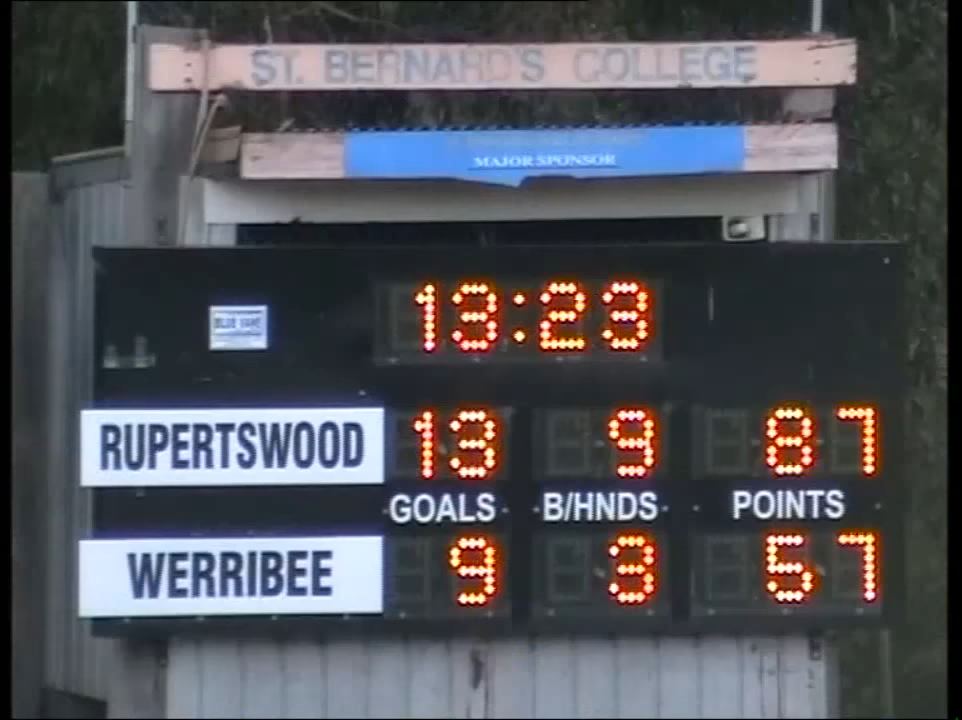 ST. BERNARD'S COLLEGE
MAJOR SPONSOR
13:23
RUPERTSWOOD 13 9 87
GOALS B/HNDS POINTS
WERRIBEE 9 3 57